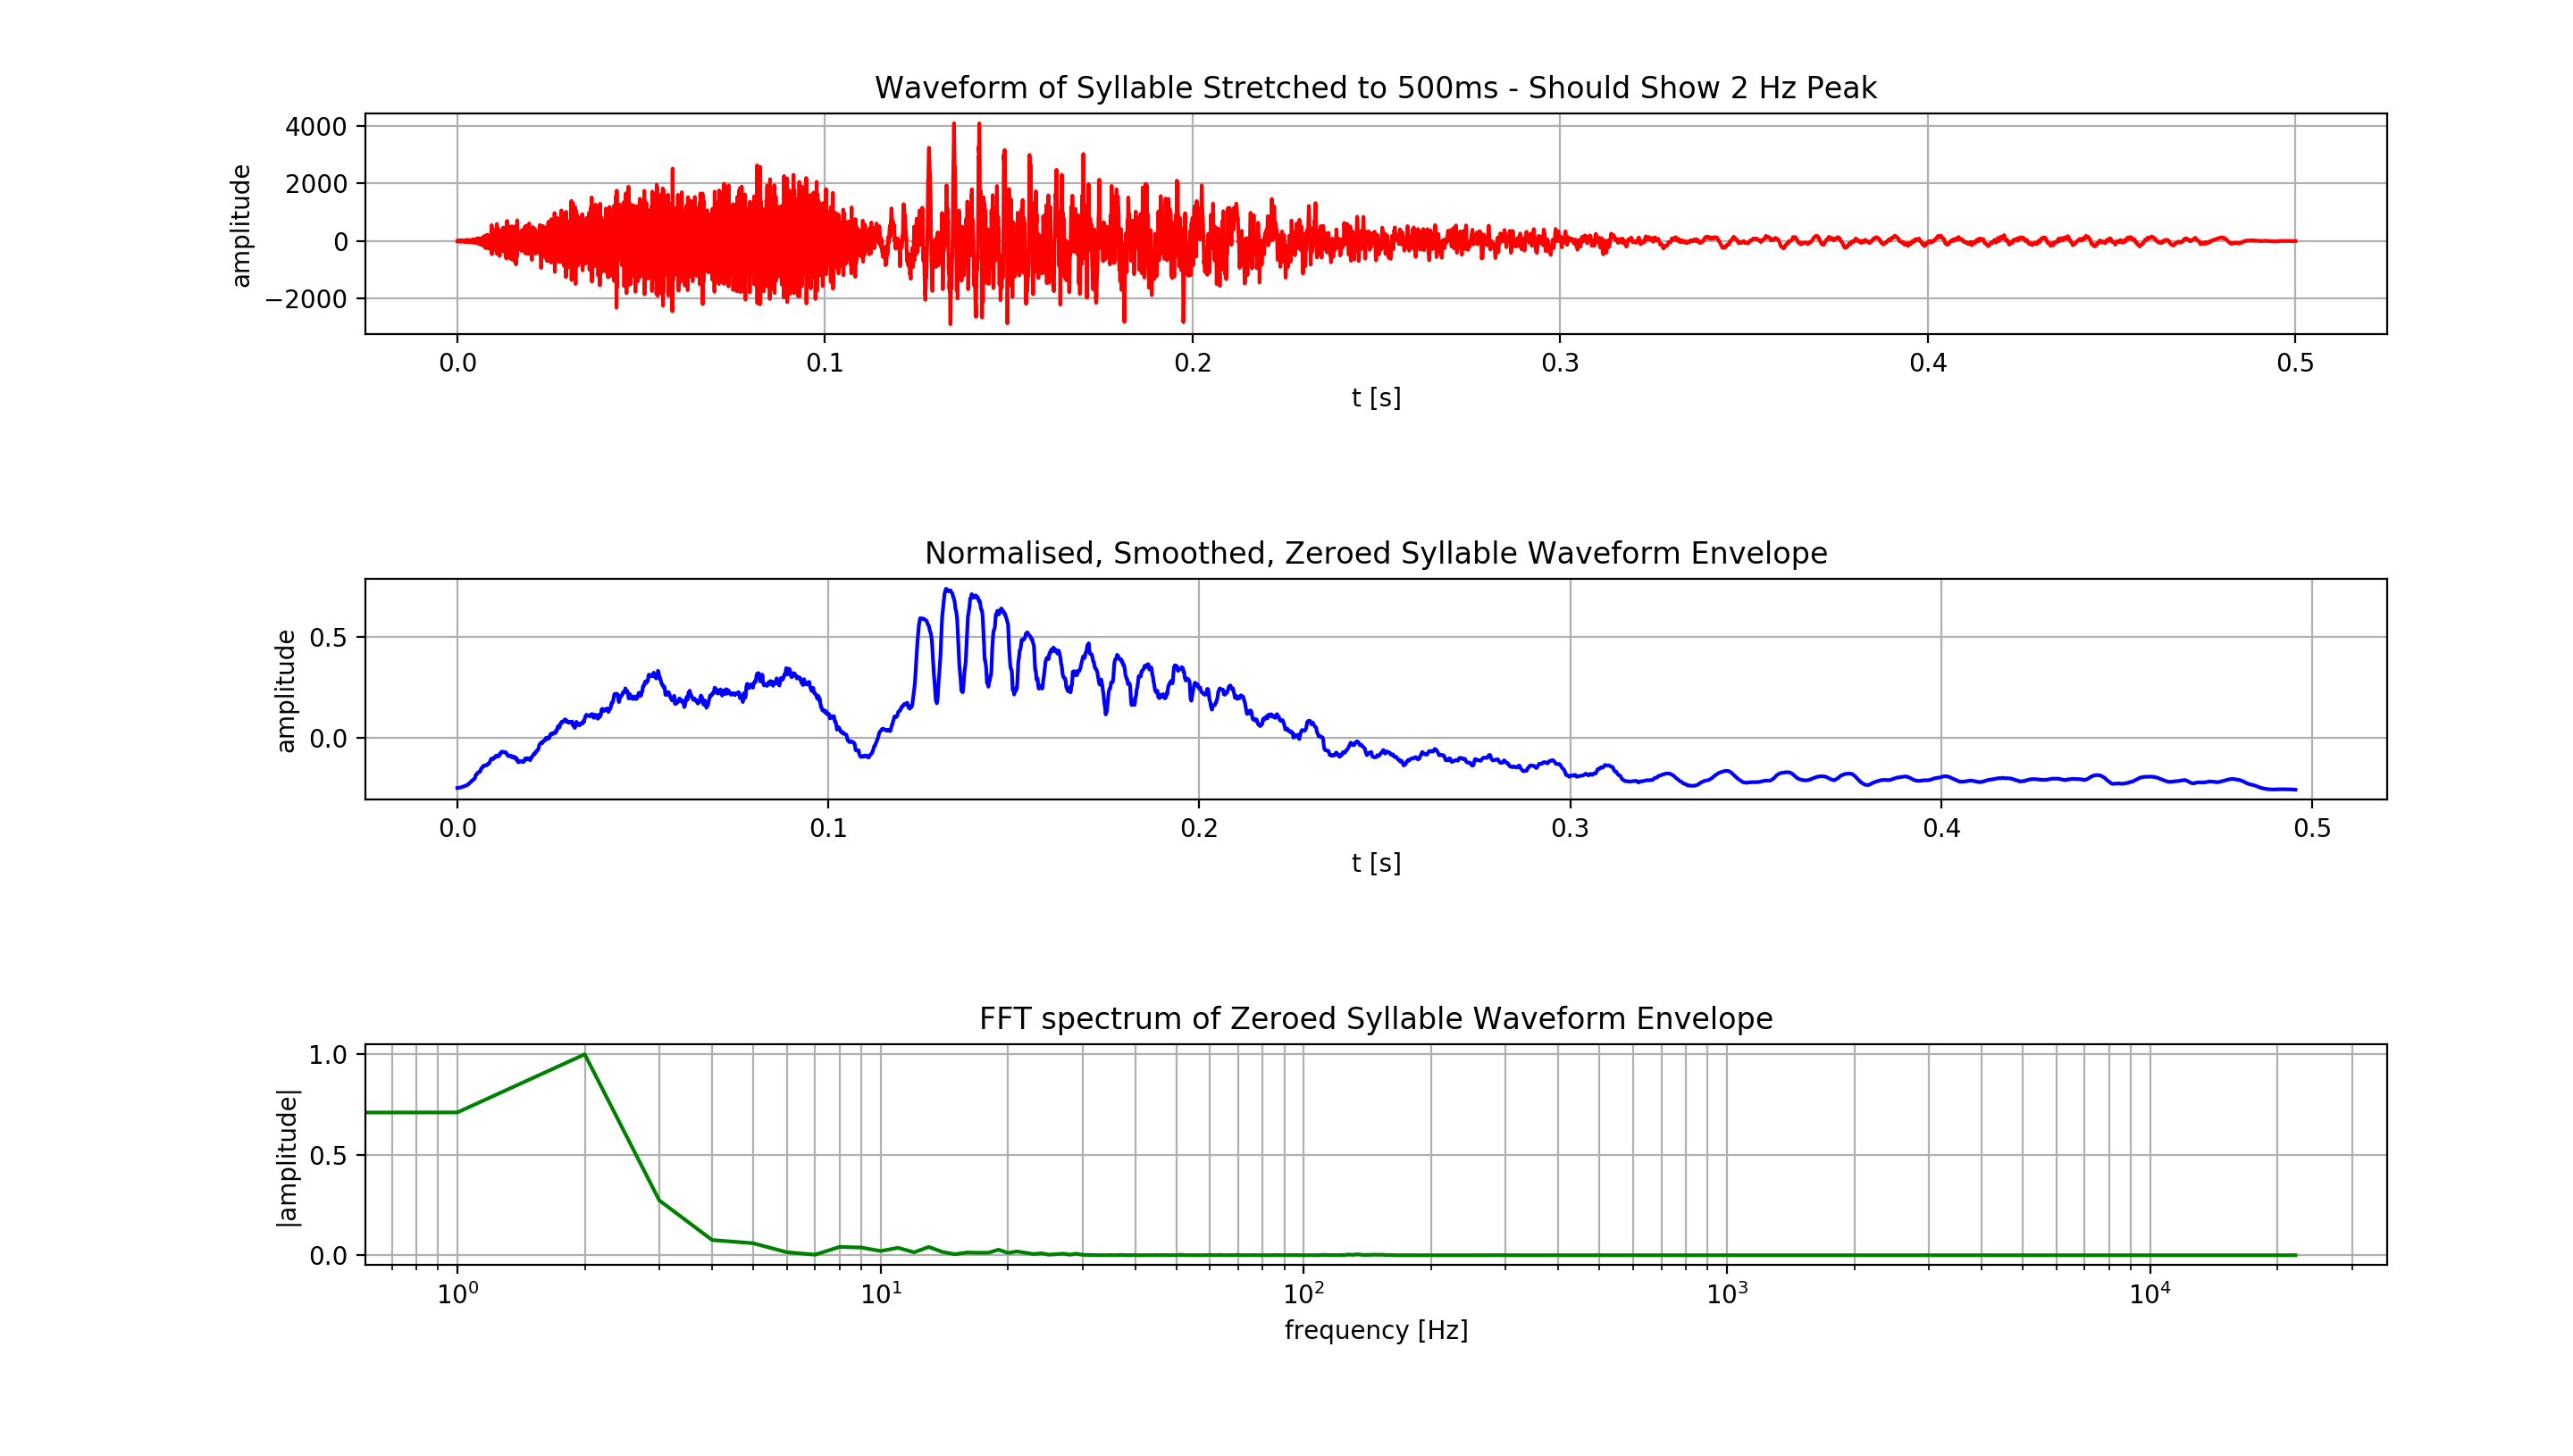 Waveform of Syllable Stretched to 500ms - Should Show 2 Hz Peak
4000
2000
0
−2000
amplitude
0.0 0.1 0.2 0.3 0.4 0.5
t [s]
Normalised, Smoothed, Zeroed Syllable Waveform Envelope
0.5
0.0
amplitude
0.0 0.1 0.2 0.3 0.4 0.5
t [s]
FFT spectrum of Zeroed Syllable Waveform Envelope
1.0
0.5
0.0
|amplitude|
10⁰ 10¹ 10² 10³ 10⁴
frequency [Hz]